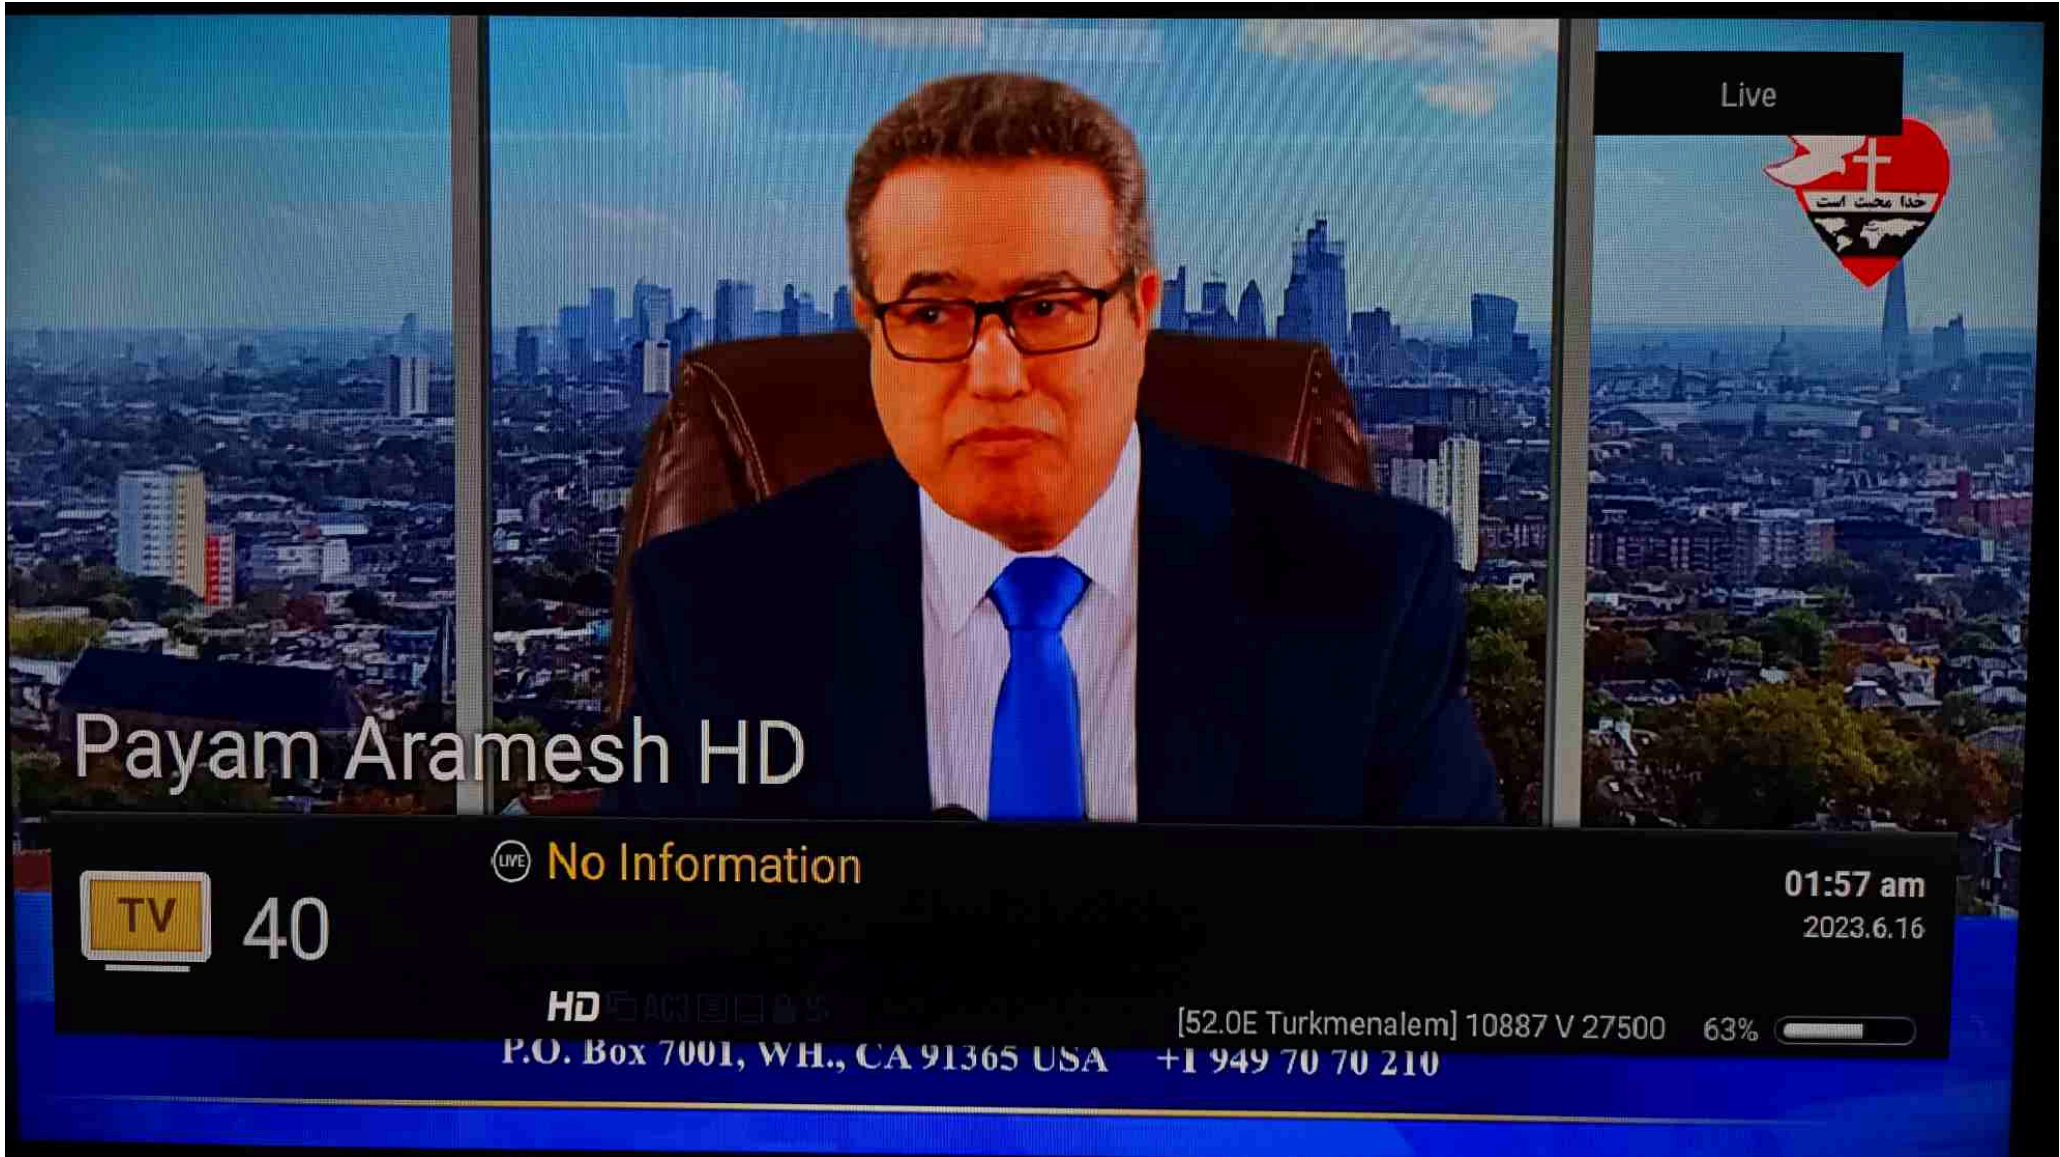 Live
خدا محبت است
Payam Aramesh HD
LIVE No Information
TV 40
01:57 am
2023.6.16
HD
[52.0E Turkmenalem] 10887 V 27500 63%
P.O. Box 7001, WH., CA 91365 USA +1 949 70 70 210